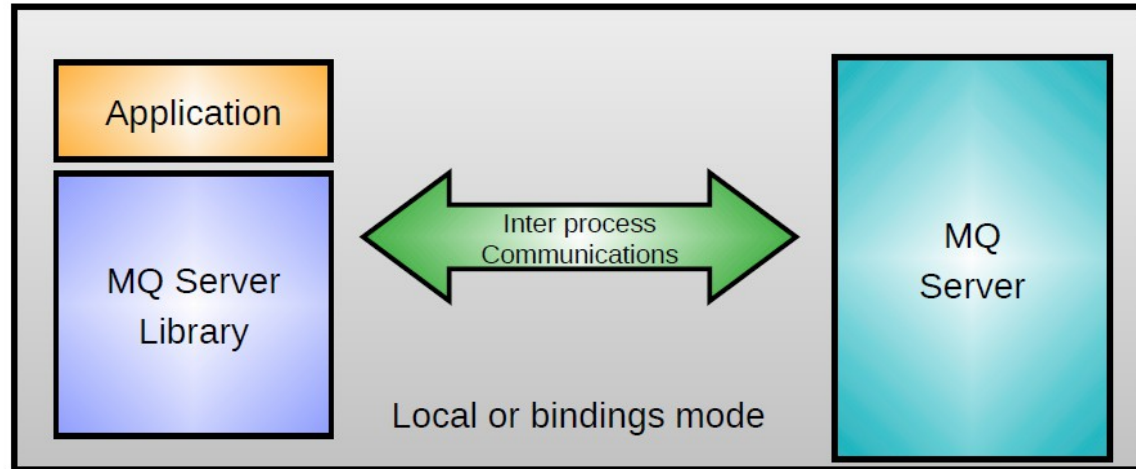 Application
MQ Server
Library
Inter process
Communications
MQ
Server
Local or bindings mode